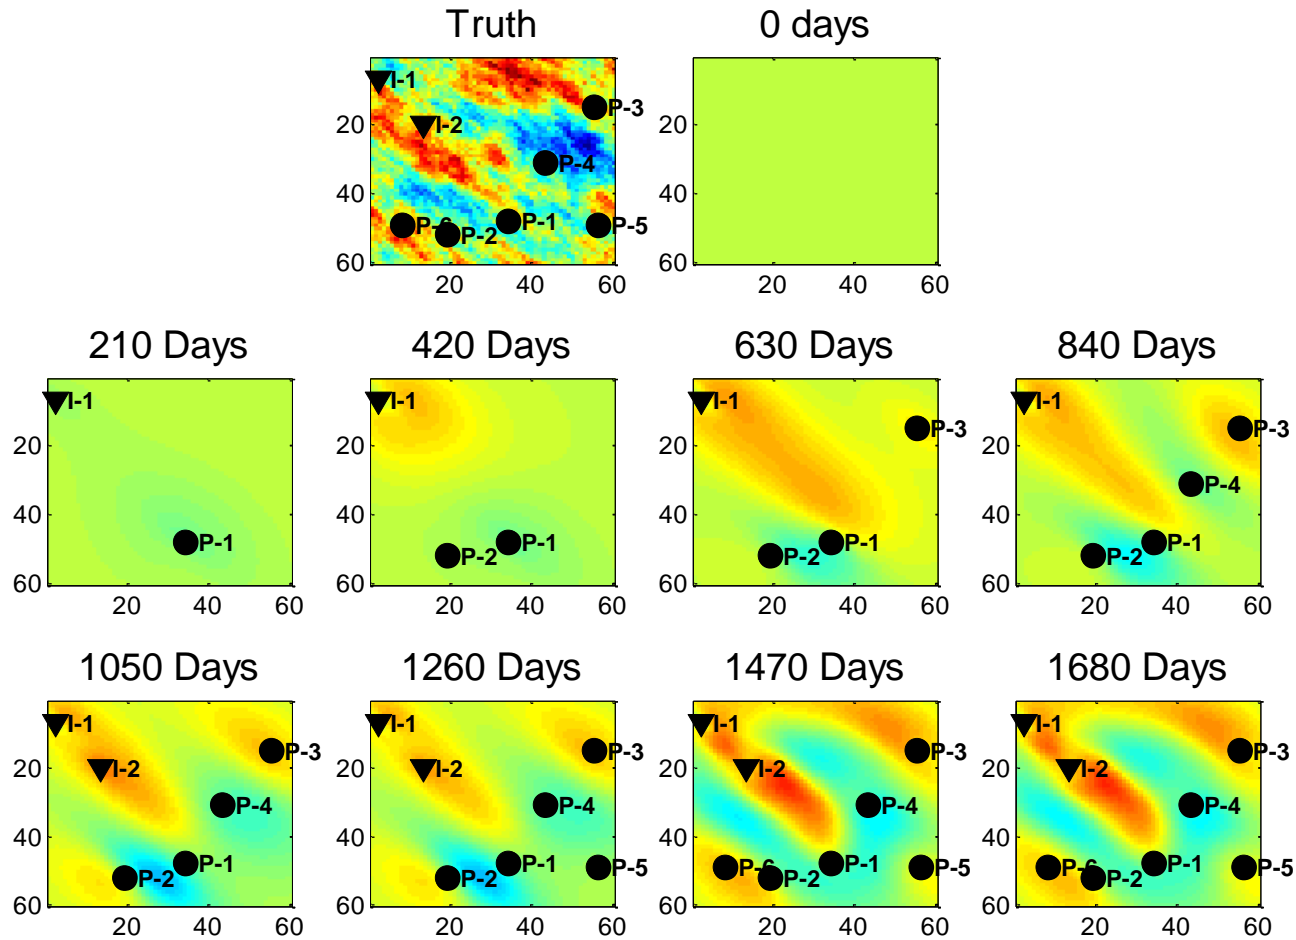 Truth 0 days
I-1
P-3
20 I-2 20
P-4
40 40
P-6 P-2 P-1 P-5
60 60
20 40 60 20 40 60
210 Days 420 Days 630 Days 840 Days
I-1 I-1 I-1 I-1
P-3 P-3
20 20 20 20
P-4
40 40 40 40
P-1 P-2 P-1 P-2 P-1 P-2 P-1
60 60 60 60
20 40 60 20 40 60 20 40 60 20 40 60
1050 Days 1260 Days 1470 Days 1680 Days
I-1 I-1 I-1 I-1
P-3 P-3 P-3 P-3
20 I-2 20 I-2 20 I-2 20 I-2
P-4 P-4 P-4 P-4
40 40 40 40
P-2 P-1 P-2 P-1 P-5 P-6 P-2 P-1 P-5 P-6 P-2 P-1 P-5
60 60 60 60
20 40 60 20 40 60 20 40 60 20 40 60